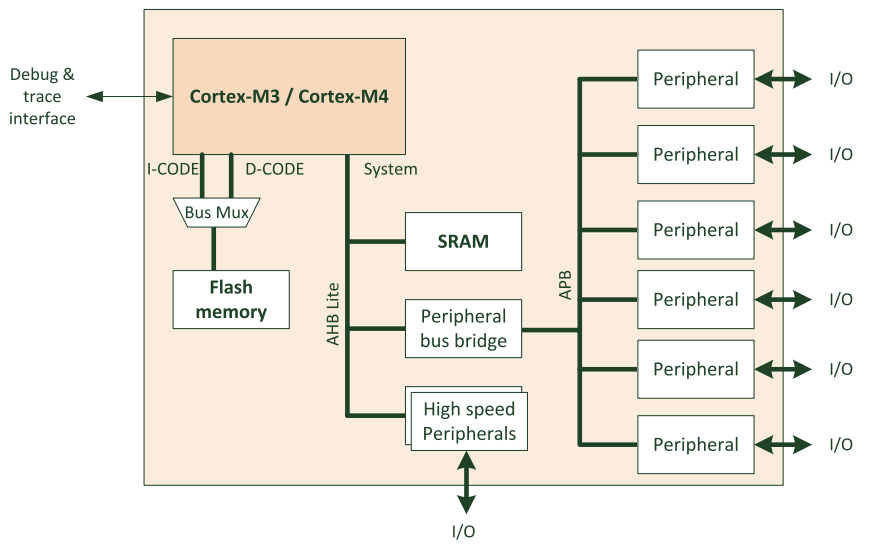 Debug &
trace
interface
Cortex-M3 / Cortex-M4
I-CODE
D-CODE
System
Bus Mux
Flash
memory
AHB Lite
SRAM
Peripheral
bus bridge
High speed
Peripherals
I/O
APB
Peripheral
I/O
Peripheral
I/O
Peripheral
I/O
Peripheral
I/O
Peripheral
I/O
Peripheral
I/O